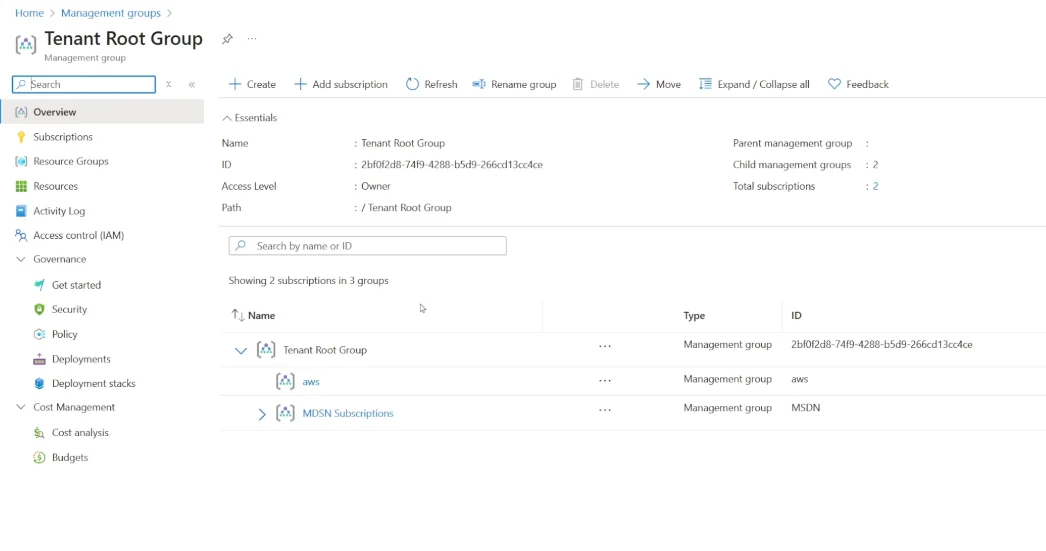 Home > Management groups >
Tenant Root Group
Management group
Search
Overview
Subscriptions
Resource Groups
Resources
Activity Log
Access control (IAM)
Governance
Get started
Security
Policy
Deployments
Deployment stacks
Cost Management
Cost analysis
Budgets
Create Add subscription Refresh Rename group Delete Move Expand / Collapse all Feedback
Essentials
Name : Tenant Root Group Parent management group :
ID : 2bf0f2d8-74f9-4288-b5d9-266cd13cc4ce Child management groups : 2
Access Level : Owner Total subscriptions : 2
Path : / Tenant Root Group
Search by name or ID
Showing 2 subscriptions in 3 groups
Name Type ID
Tenant Root Group ... Management group 2bf0f2d8-74f9-4288-b5d9-266cd13cc4ce
aws ... Management group aws
MDSN Subscriptions ... Management group MSDN